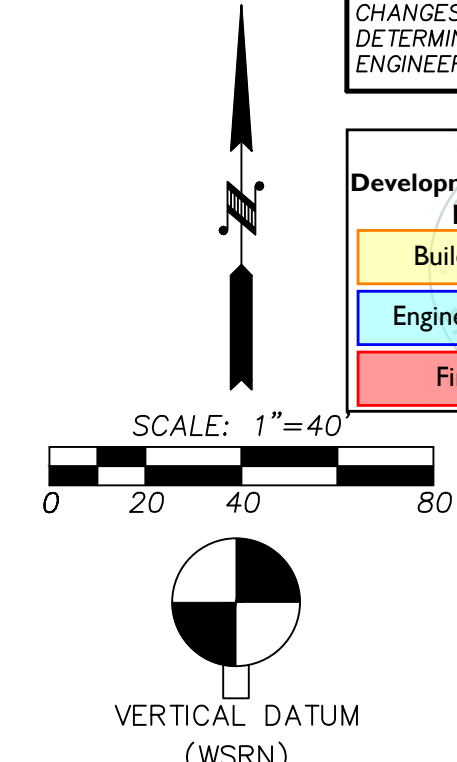 CHANGES
DETERMIN
ENGINEER
Developm
Buil
Engine
Fi
SCALE: 1"=40'
0 20 40 80
VERTICAL DATUM
(WSRN)